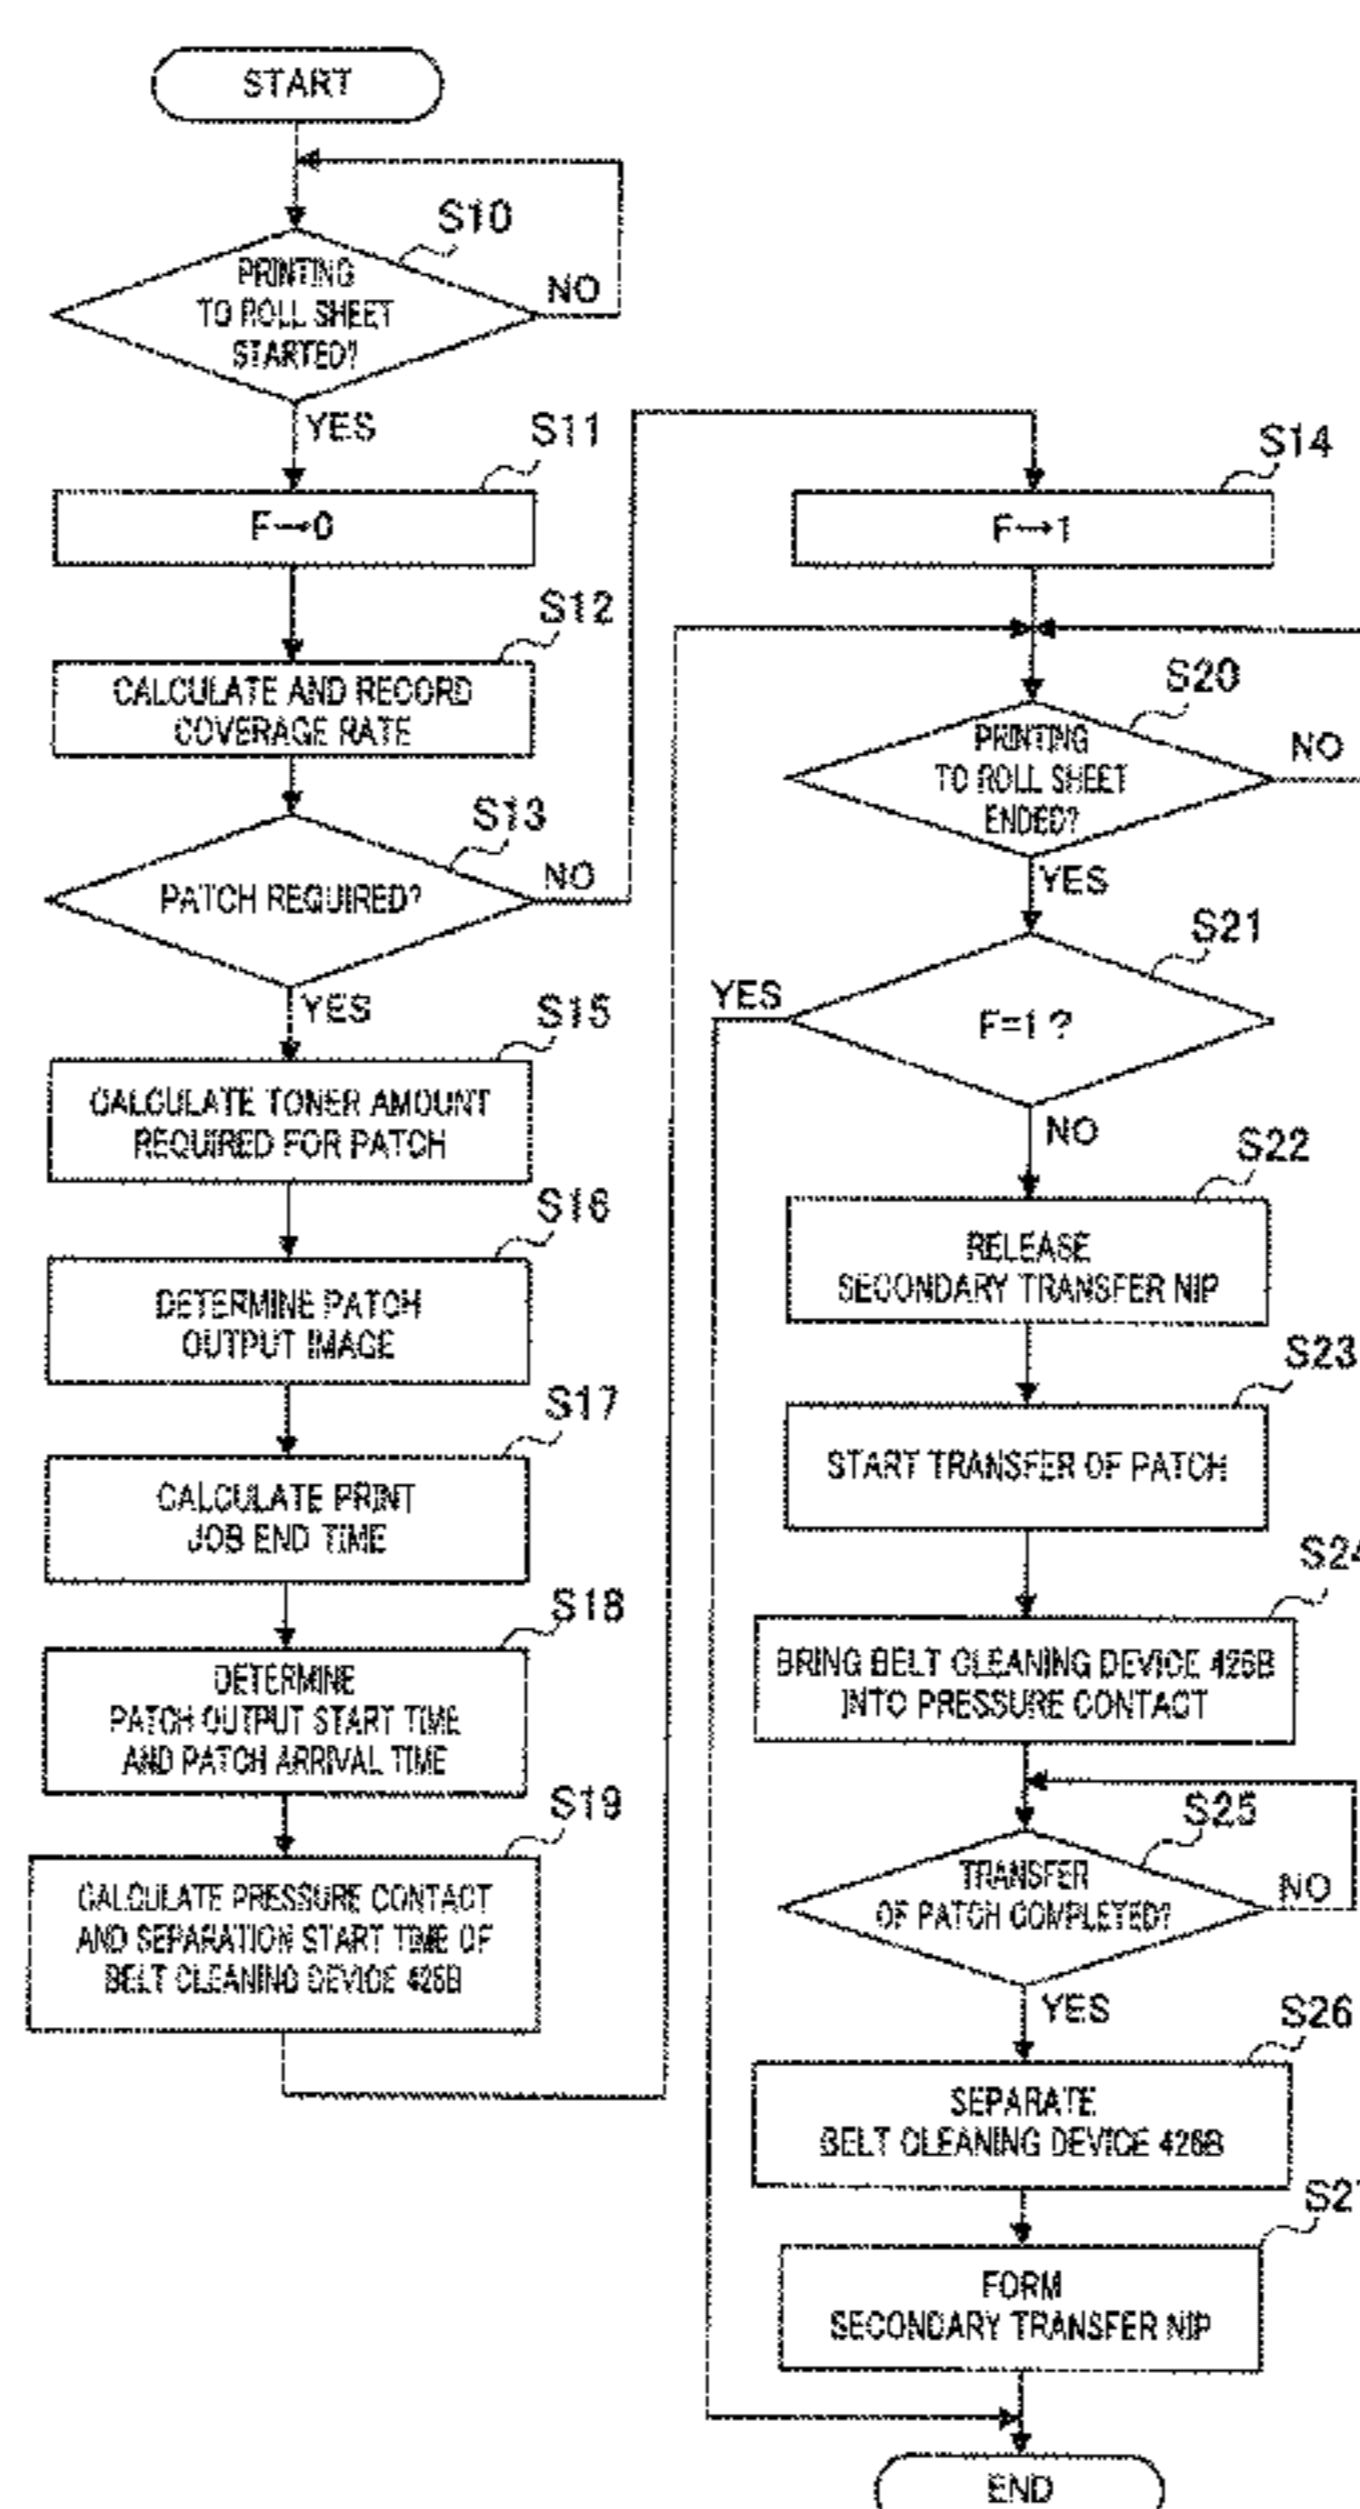 START
S10
PRINTING
TO ROLL SHEET
STARTED?
NO
YES
S11
F→0
S12
CALCULATE AND RECORD
COVERAGE RATE
S13
PATCH REQUIRED?
NO
YES
S15
CALCULATE TONER AMOUNT
REQUIRED FOR PATCH
S16
DETERMINE PATCH
OUTPUT IMAGE
S17
CALCULATE PRINT
JOB END TIME
S18
DETERMINE
PATCH OUTPUT START TIME
AND PATCH ARRIVAL TIME
S19
CALCULATE PRESSURE CONTACT
AND SEPARATION START TIME OF
BELT CLEANING DEVICE 426B
S14
F→1
S20
PRINTING
TO ROLL SHEET
ENDED?
NO
YES
S21
F=1?
YES
NO
S22
RELEASE
SECONDARY TRANSFER NIP
S23
START TRANSFER OF PATCH
S24
BRING BELT CLEANING DEVICE 426B
INTO PRESSURE CONTACT
S25
TRANSFER
OF PATCH COMPLETED?
NO
YES
S26
SEPARATE
BELT CLEANING DEVICE 426B
S27
FORM
SECONDARY TRANSFER NIP
END